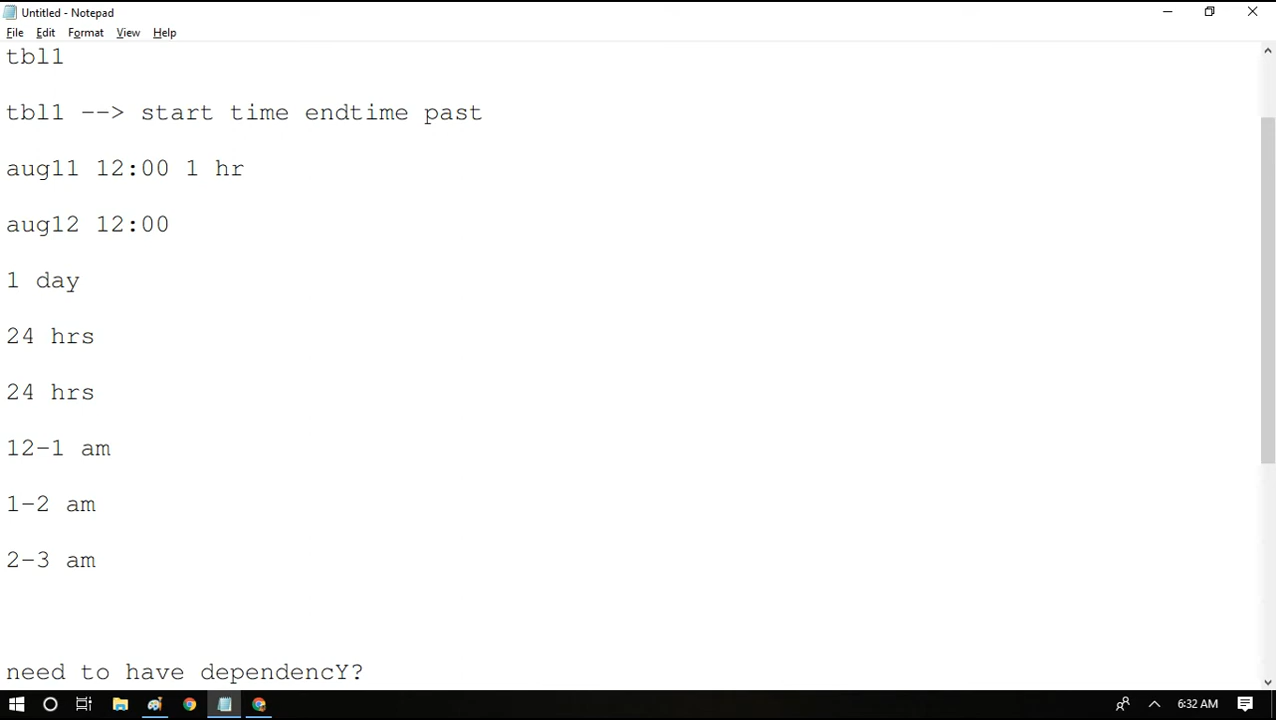 Untitled - Notepad
File Edit Format View Help
tbl1
tbl1 --> start time endtime past
aug11 12:00 1 hr
aug12 12:00
1 day
24 hrs
24 hrs
12-1 am
1-2 am
2-3 am
need to have dependencY?
6:32 AM